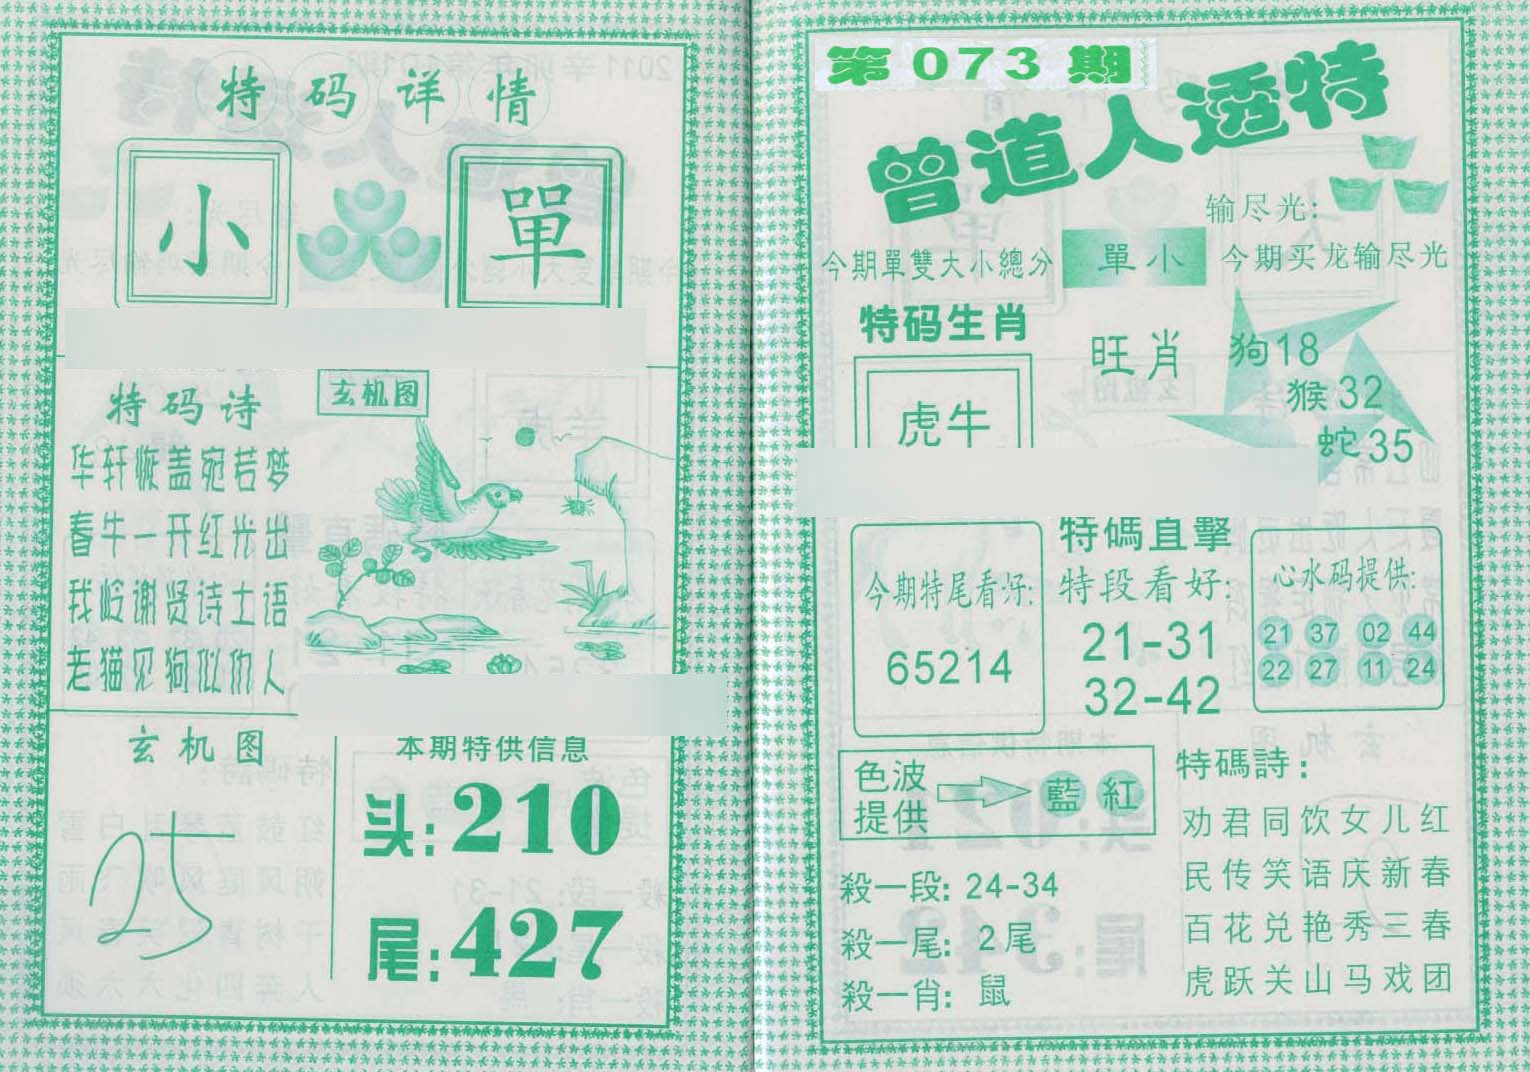 特码详情
小 單
特码诗
华轩恢盖宛若梦
春牛一开红光出
我岭谢贤诗士语
老猫见狗似仇人
玄机图
玄机图
本期特供信息
头:210
尾:427
第073期
曾道人透特
输尽光:
今期买龙输尽光
今期單雙大小總分 單小
特码生肖
虎牛
旺肖
狗18
猴32
蛇35
今期特尾看好:
65214
特碼直擊
特段看好:
21-31
32-42
心水码提供:
21 37 02 44
22 27 11 24
色波提供 藍 紅
殺一段: 24-34
殺一尾: 2尾
殺一肖: 鼠
特碼詩:
劝君同饮女儿红
民传笑语庆新春
百花兑艳秀三春
虎跃关山马戏团